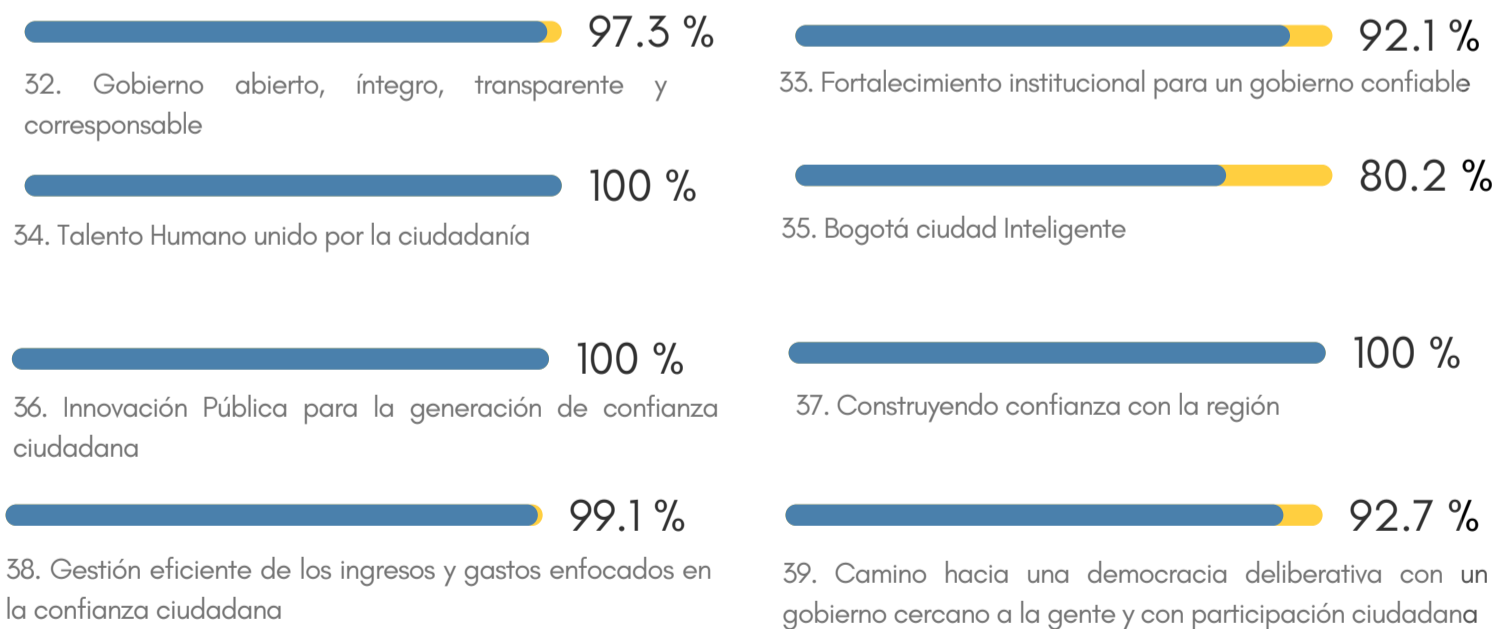 97.3 %
32. Gobierno abierto, íntegro, transparente y
corresponsable
92.1 %
33. Fortalecimiento institucional para un gobierno confiable
100 %
34. Talento Humano unido por la ciudadanía
80.2 %
35. Bogotá ciudad Inteligente
100 %
36. Innovación Pública para la generación de confianza
ciudadana
100 %
37. Construyendo confianza con la región
99.1 %
38. Gestión eficiente de los ingresos y gastos enfocados en
la confianza ciudadana
92.7 %
39. Camino hacia una democracia deliberativa con un
gobierno cercano a la gente y con participación ciudadana